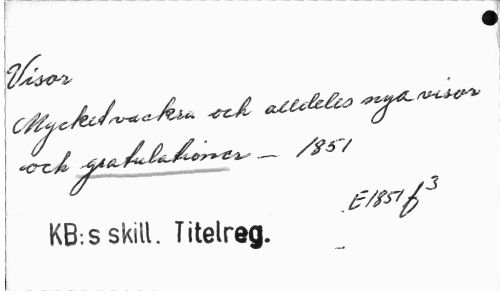 Visor
Mycket vackra och alldeles nya visor
och gratulationer - 1851
E1851 f3
KB:s skill. Titelreg.